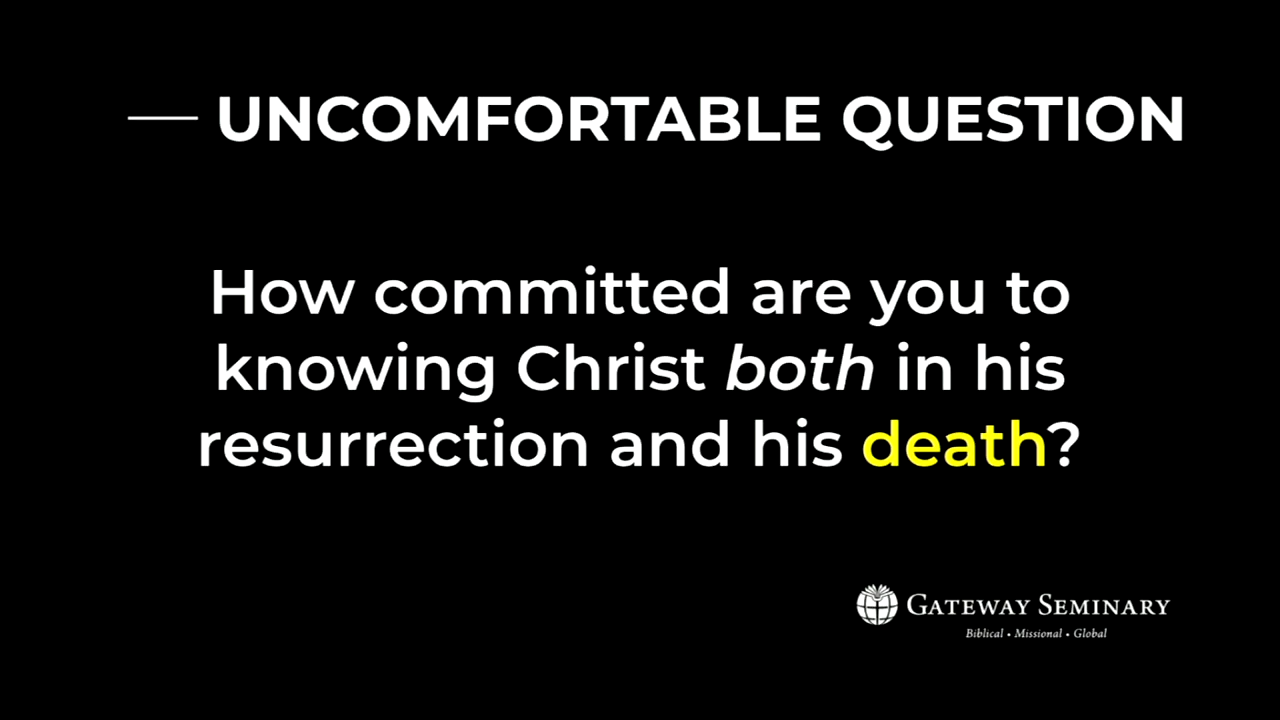 UNCOMFORTABLE QUESTION
How committed are you to
knowing Christ both in his
resurrection and his death?
GATEWAY SEMINARY
Biblical • Missional • Global